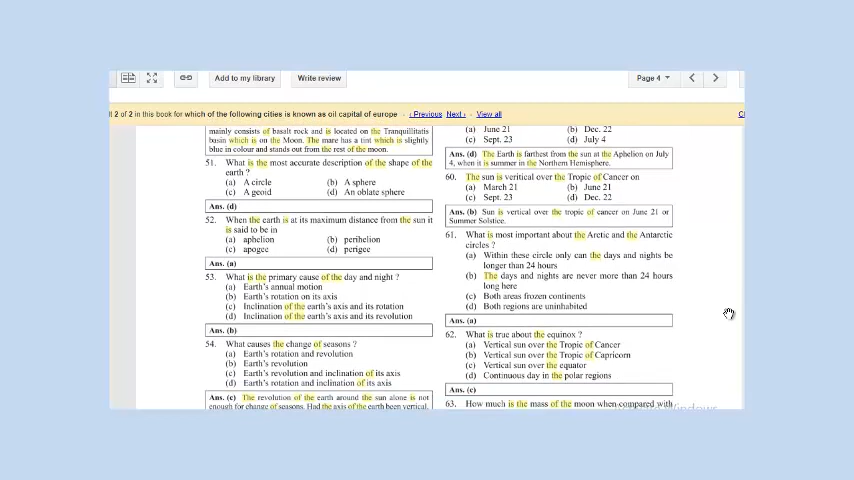 Add to my library
Write review
Page 4
2 of 2 in this book for which of the following cities is known as oil capital of europe - ‹ Previous Next › - View all
mainly consists of basalt rock and is located on the Tranquillitatis
basin which is on the Moon. The mare has a tint which is slightly
blue in colour and stands out from the rest of the moon.
51. What is the most accurate description of the shape of the
earth ?
(a) A circle (b) A sphere
(c) A geoid (d) An oblate sphere
Ans. (d)
52. When the earth is at its maximum distance from the sun it
is said to be in
(a) aphelion (b) perihelion
(c) apogee (d) perigee
Ans. (a)
53. What is the primary cause of the day and night ?
(a) Earth's annual motion
(b) Earth's rotation on its axis
(c) Inclination of the earth's axis and its rotation
(d) Inclination of the earth's axis and its revolution
Ans. (b)
54. What causes the change of seasons ?
(a) Earth's rotation and revolution
(b) Earth's revolution
(c) Earth's revolution and inclination of its axis
(d) Earth's rotation and inclination of its axis
Ans. (c) The revolution of the earth around the sun alone is not
enough for change of seasons. Had the axis of the earth been vertical,
(a) June 21 (b) Dec. 22
(c) Sept. 23 (d) July 4
Ans. (d) The Earth is farthest from the sun at the Aphelion on July
4, when it is summer in the Northern Hemisphere.
60. The sun is veritical over the Tropic of Cancer on
(a) March 21 (b) June 21
(c) Sept. 23 (d) Dec. 22
Ans. (b) Sun is vertical over the tropic of cancer on June 21 or
Summer Solstice.
61. What is most important about the Arctic and the Antarctic
circles ?
(a) Within these circle only can the days and nights be
longer than 24 hours
(b) The days and nights are never more than 24 hours
long here
(c) Both areas frozen continents
(d) Both regions are uninhabited
Ans. (a)
62. What is true about the equinox ?
(a) Vertical sun over the Tropic of Cancer
(b) Vertical sun over the Tropic of Capricorn
(c) Vertical sun over the equator
(d) Continuous day in the polar regions
Ans. (c)
63. How much is the mass of the moon when compared with